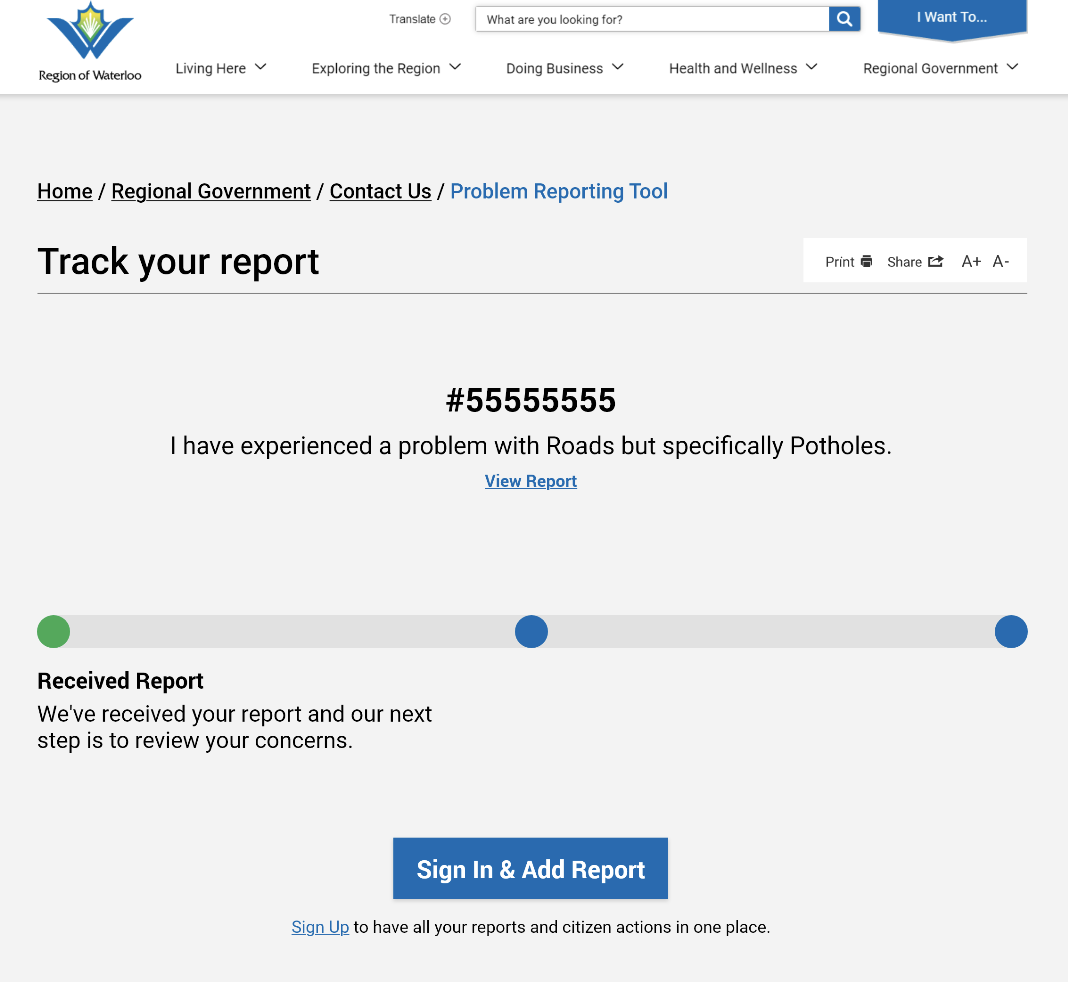 Translate
What are you looking for?
I Want To...
Region of Waterloo
Living Here
Exploring the Region
Doing Business
Health and Wellness
Regional Government
Home / Regional Government / Contact Us / Problem Reporting Tool
Track your report
Print Share A+ A-
#55555555
I have experienced a problem with Roads but specifically Potholes.
View Report
Received Report
We've received your report and our next
step is to review your concerns.
Sign In & Add Report
Sign Up to have all your reports and citizen actions in one place.